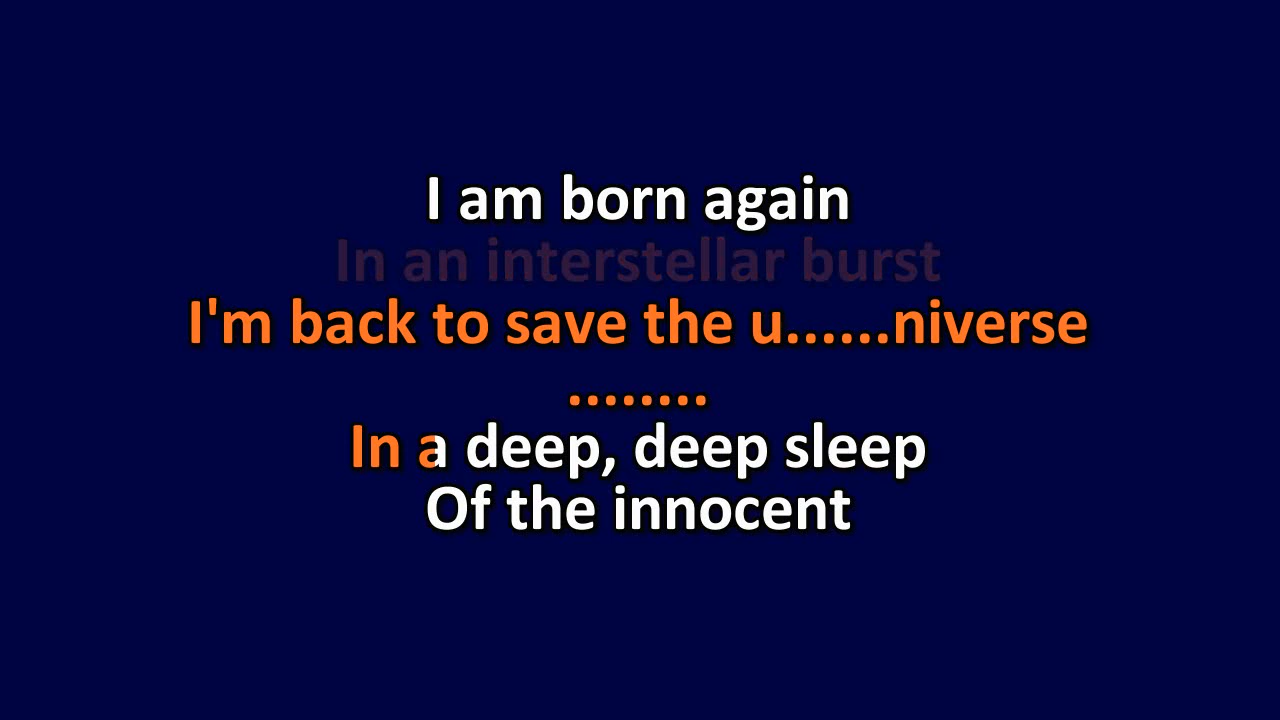 I am born again
In an interstellar burst
I'm back to save the u......niverse
........
In a deep, deep sleep
Of the innocent